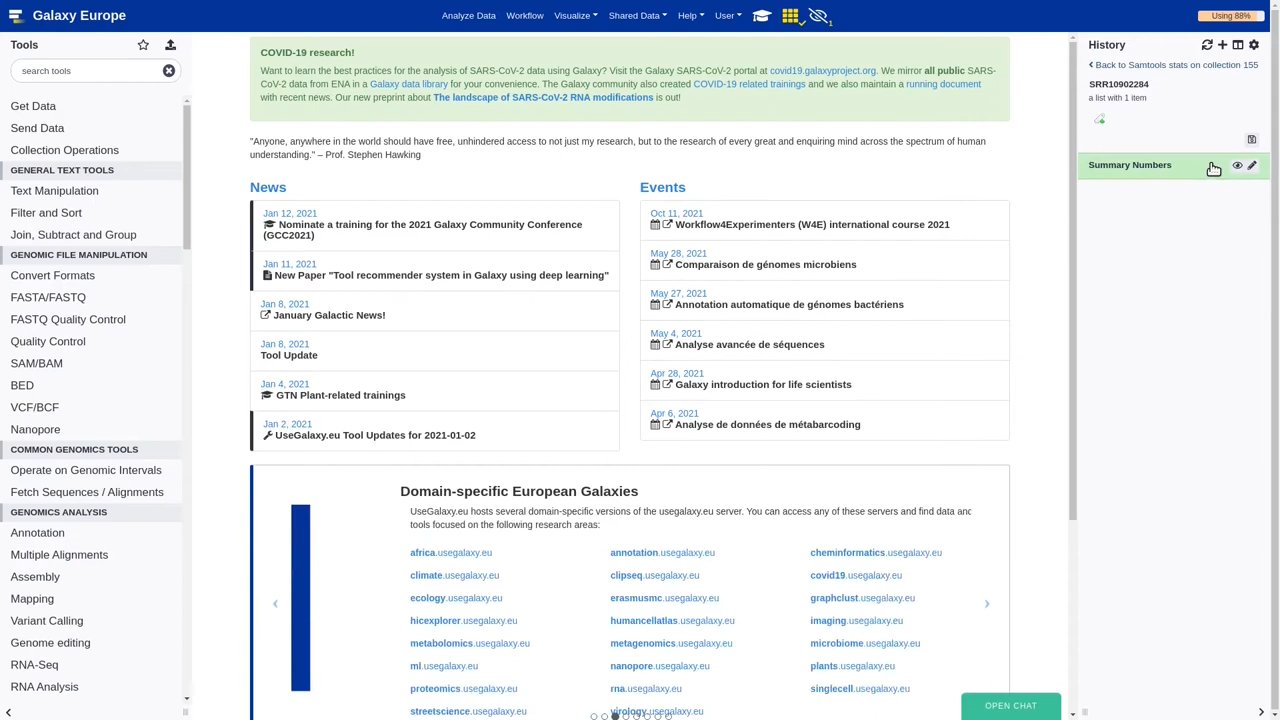 Galaxy Europe
Analyze Data Workflow Visualize Shared Data Help User
1
Using 88%
Tools
search tools
Get Data
Send Data
Collection Operations
GENERAL TEXT TOOLS
Text Manipulation
Filter and Sort
Join, Subtract and Group
GENOMIC FILE MANIPULATION
Convert Formats
FASTA/FASTQ
FASTQ Quality Control
Quality Control
SAM/BAM
BED
VCF/BCF
Nanopore
COMMON GENOMICS TOOLS
Operate on Genomic Intervals
Fetch Sequences / Alignments
GENOMICS ANALYSIS
Annotation
Multiple Alignments
Assembly
Mapping
Variant Calling
Genome editing
RNA-Seq
RNA Analysis
COVID-19 research!
Want to learn the best practices for the analysis of SARS-CoV-2 data using Galaxy? Visit the Galaxy SARS-CoV-2 portal at covid19.galaxyproject.org. We mirror all public SARS-
CoV-2 data from ENA in a Galaxy data library for your convenience. The Galaxy community also created COVID-19 related trainings and we also maintain a running document
with recent news. Our new preprint about The landscape of SARS-CoV-2 RNA modifications is out!
"Anyone, anywhere in the world should have free, unhindered access to not just my research, but to the research of every great and enquiring mind across the spectrum of human
understanding." – Prof. Stephen Hawking
News
Jan 12, 2021
Nominate a training for the 2021 Galaxy Community Conference
(GCC2021)
Jan 11, 2021
New Paper "Tool recommender system in Galaxy using deep learning"
Jan 8, 2021
January Galactic News!
Jan 8, 2021
Tool Update
Jan 4, 2021
GTN Plant-related trainings
Jan 2, 2021
UseGalaxy.eu Tool Updates for 2021-01-02
Events
Oct 11, 2021
Workflow4Experimenters (W4E) international course 2021
May 28, 2021
Comparaison de génomes microbiens
May 27, 2021
Annotation automatique de génomes bactériens
May 4, 2021
Analyse avancée de séquences
Apr 28, 2021
Galaxy introduction for life scientists
Apr 6, 2021
Analyse de données de métabarcoding
Domain-specific European Galaxies
UseGalaxy.eu hosts several domain-specific versions of the usegalaxy.eu server. You can access any of these servers and find data and
tools focused on the following research areas:
africa.usegalaxy.eu annotation.usegalaxy.eu cheminformatics.usegalaxy.eu
climate.usegalaxy.eu clipseq.usegalaxy.eu covid19.usegalaxy.eu
ecology.usegalaxy.eu erasmusmc.usegalaxy.eu graphclust.usegalaxy.eu
hicexplorer.usegalaxy.eu humancellatlas.usegalaxy.eu imaging.usegalaxy.eu
metabolomics.usegalaxy.eu metagenomics.usegalaxy.eu microbiome.usegalaxy.eu
ml.usegalaxy.eu nanopore.usegalaxy.eu plants.usegalaxy.eu
proteomics.usegalaxy.eu rna.usegalaxy.eu singlecell.usegalaxy.eu
streetscience.usegalaxy.eu virology.usegalaxy.eu
OPEN CHAT
History
Back to Samtools stats on collection 155
SRR10902284
a list with 1 item
Summary Numbers